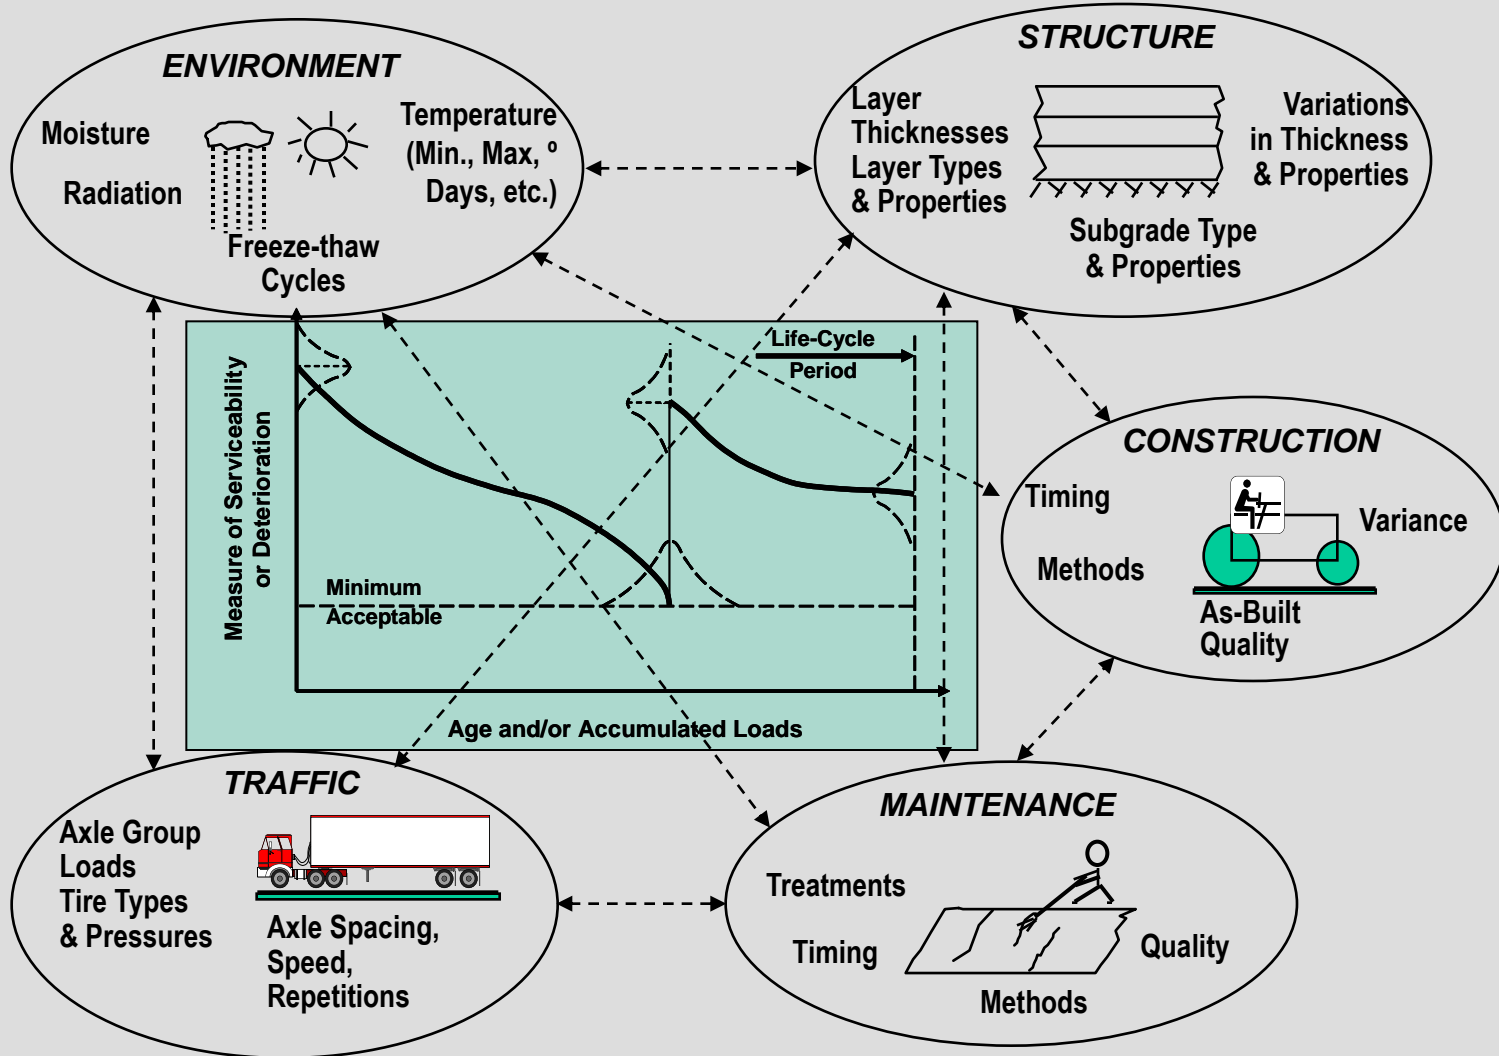 ENVIRONMENT
Moisture
Radiation
Temperature
(Min., Max, º
Days, etc.)
Freeze-thaw
Cycles
STRUCTURE
Layer
Thicknesses
Layer Types
& Properties
Variations
in Thickness
& Properties
Subgrade Type
& Properties
Measure of Serviceability
or Deterioration
Life-Cycle
Period
Minimum
Acceptable
Age and/or Accumulated Loads
CONSTRUCTION
Timing
Variance
Methods
As-Built
Quality
TRAFFIC
Axle Group
Loads
Tire Types
& Pressures
Axle Spacing,
Speed,
Repetitions
MAINTENANCE
Treatments
Timing
Quality
Methods